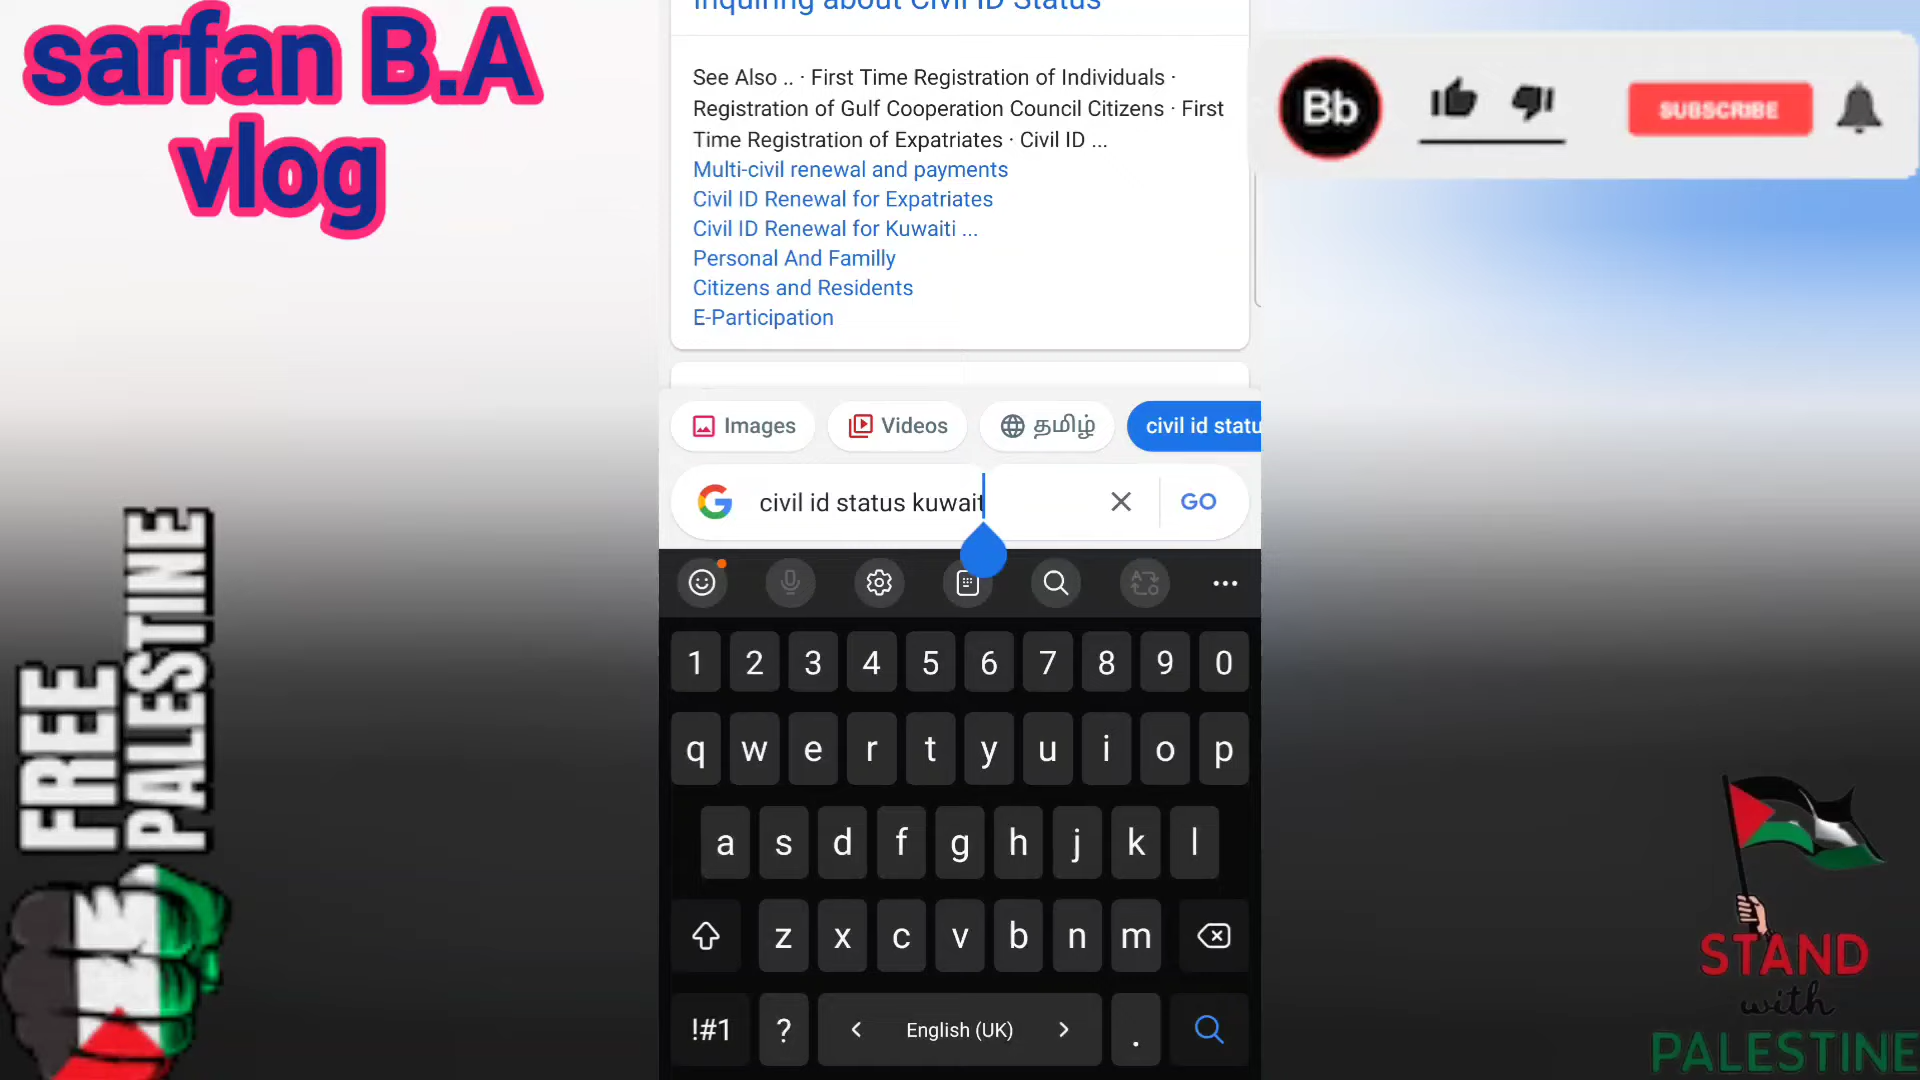 sarfan B.A
vlog
Inquiring about Civil ID Status
See Also .. · First Time Registration of Individuals ·
Registration of Gulf Cooperation Council Citizens · First
Time Registration of Expatriates · Civil ID ...
Multi-civil renewal and payments
Civil ID Renewal for Expatriates
Civil ID Renewal for Kuwaiti ...
Personal And Familly
Citizens and Residents
E-Participation
Images
Videos
தமிழ்
civil id statu
civil id status kuwait
GO
1 2 3 4 5 6 7 8 9 0
q w e r t y u i o p
a s d f g h j k l
z x c v b n m
!#1 ? < English (UK) > .
Bb
SUBSCRIBE
FREE
PALESTINE
STAND
with
PALESTINE